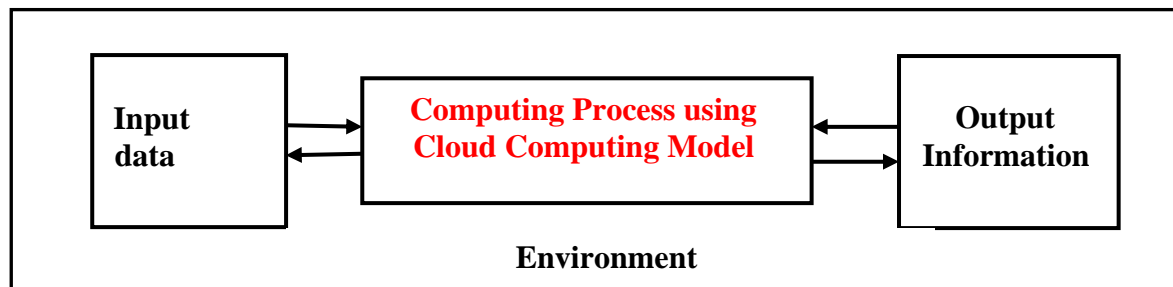 Input
data
Computing Process using
Cloud Computing Model
Output
Information
Environment